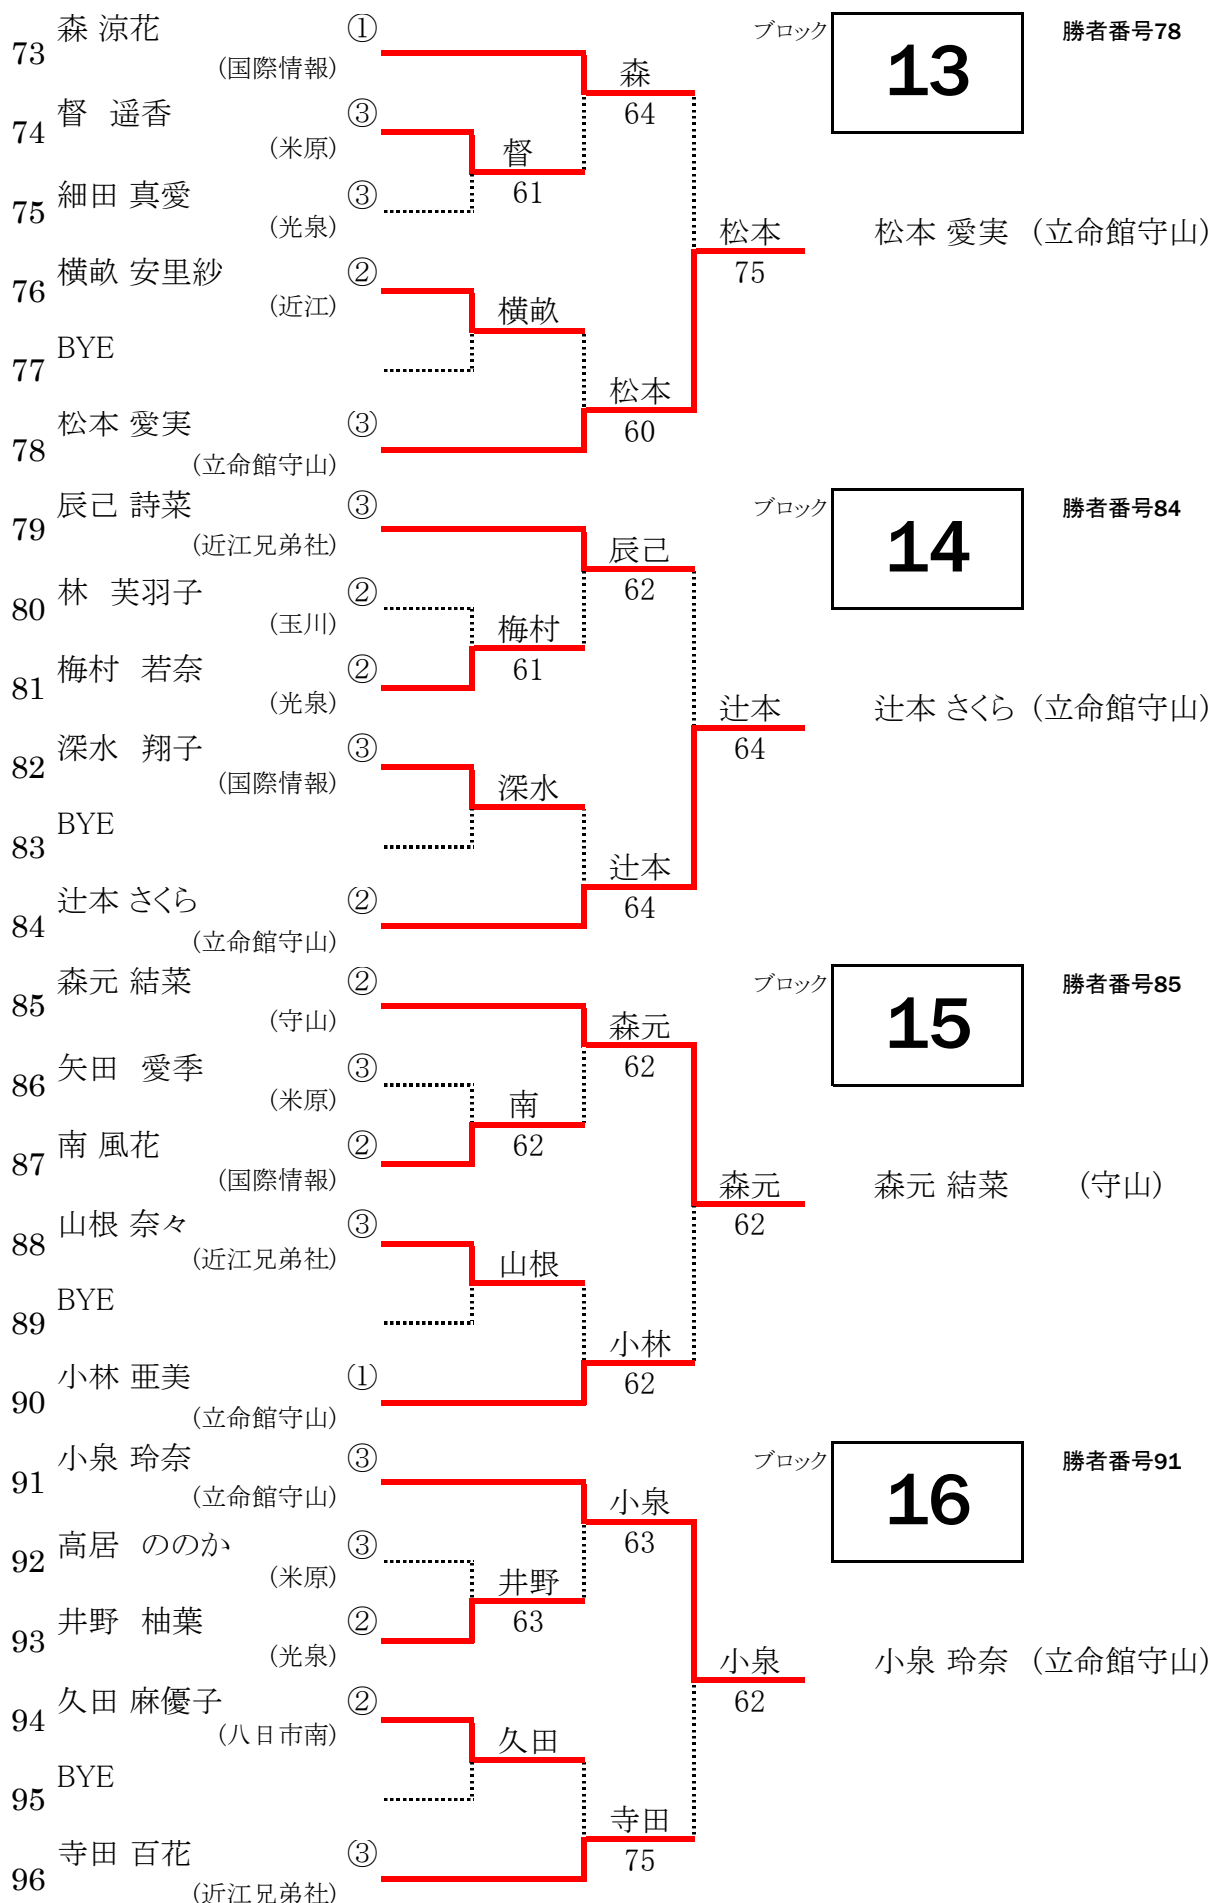 73 森 涼花 ① (国際情報)
74 督 遥香 ③ (米原)
75 細田 真愛 ③ (光泉)
76 横畝 安里紗 ② (近江)
77 BYE
78 松本 愛実 ③ (立命館守山)
督
61
横畝
森
64
松本
60
松本
75
ブロック 13 勝者番号78
松本 愛実 (立命館守山)
79 辰己 詩菜 ③ (近江兄弟社)
80 林 芙羽子 ② (玉川)
81 梅村 若奈 ② (光泉)
82 深水 翔子 ③ (国際情報)
83 BYE
84 辻本 さくら ② (立命館守山)
梅村
61
深水
辰己
62
辻本
64
辻本
64
ブロック 14 勝者番号84
辻本 さくら (立命館守山)
85 森元 結菜 ② (守山)
86 矢田 愛季 ③ (米原)
87 南 風花 ② (国際情報)
88 山根 奈々 ③ (近江兄弟社)
89 BYE
90 小林 亜美 ① (立命館守山)
南
62
山根
森元
62
小林
62
森元
62
ブロック 15 勝者番号85
森元 結菜 (守山)
91 小泉 玲奈 ③ (立命館守山)
92 高居 ののか ③ (米原)
93 井野 柚葉 ② (光泉)
94 久田 麻優子 ② (八日市南)
95 BYE
96 寺田 百花 ③ (近江兄弟社)
井野
63
久田
小泉
63
寺田
75
小泉
62
ブロック 16 勝者番号91
小泉 玲奈 (立命館守山)